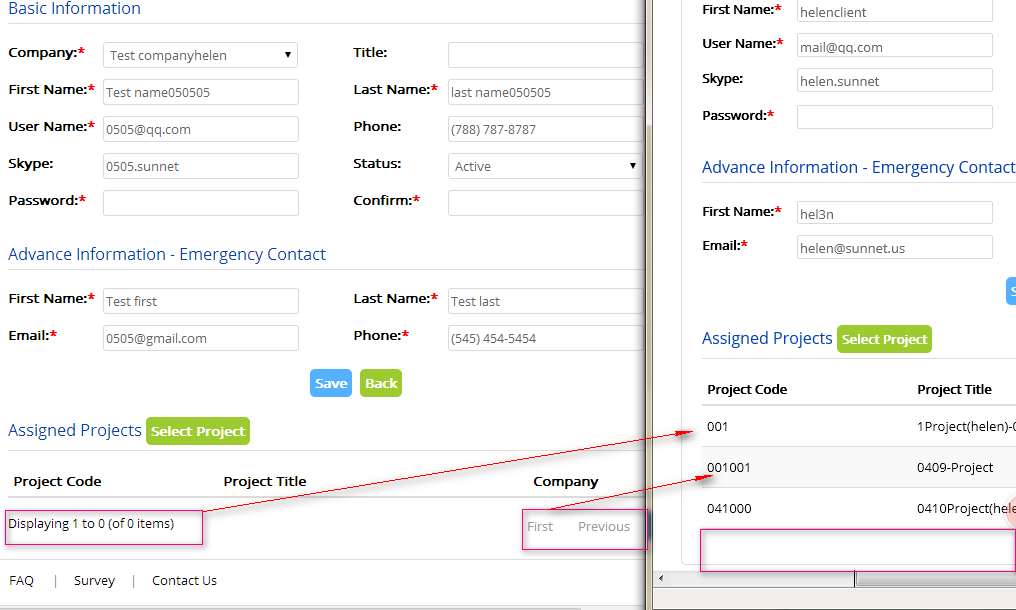 Basic Information
Company:* Test companyhelen Title:
First Name:* Test name050505 Last Name:* last name050505
User Name:* 0505@qq.com Phone: (788) 787-8787
Skype: 0505.sunnet Status: Active
Password:* Confirm:*
Advance Information - Emergency Contact
First Name:* Test first Last Name:* Test last
Email:* 0505@gmail.com Phone:* (545) 454-5454
Save Back
Assigned Projects Select Project
Project Code Project Title Company
Displaying 1 to 0 (of 0 items) First Previous
FAQ | Survey | Contact Us
First Name:* helenclient
User Name:* mail@qq.com
Skype: helen.sunnet
Password:*
Advance Information - Emergency Contact
First Name:* hel3n
Email:* helen@sunnet.us
Assigned Projects Select Project
Project Code Project Title
001 1Project(helen)-
001001 0409-Project
041000 0410Project(hele